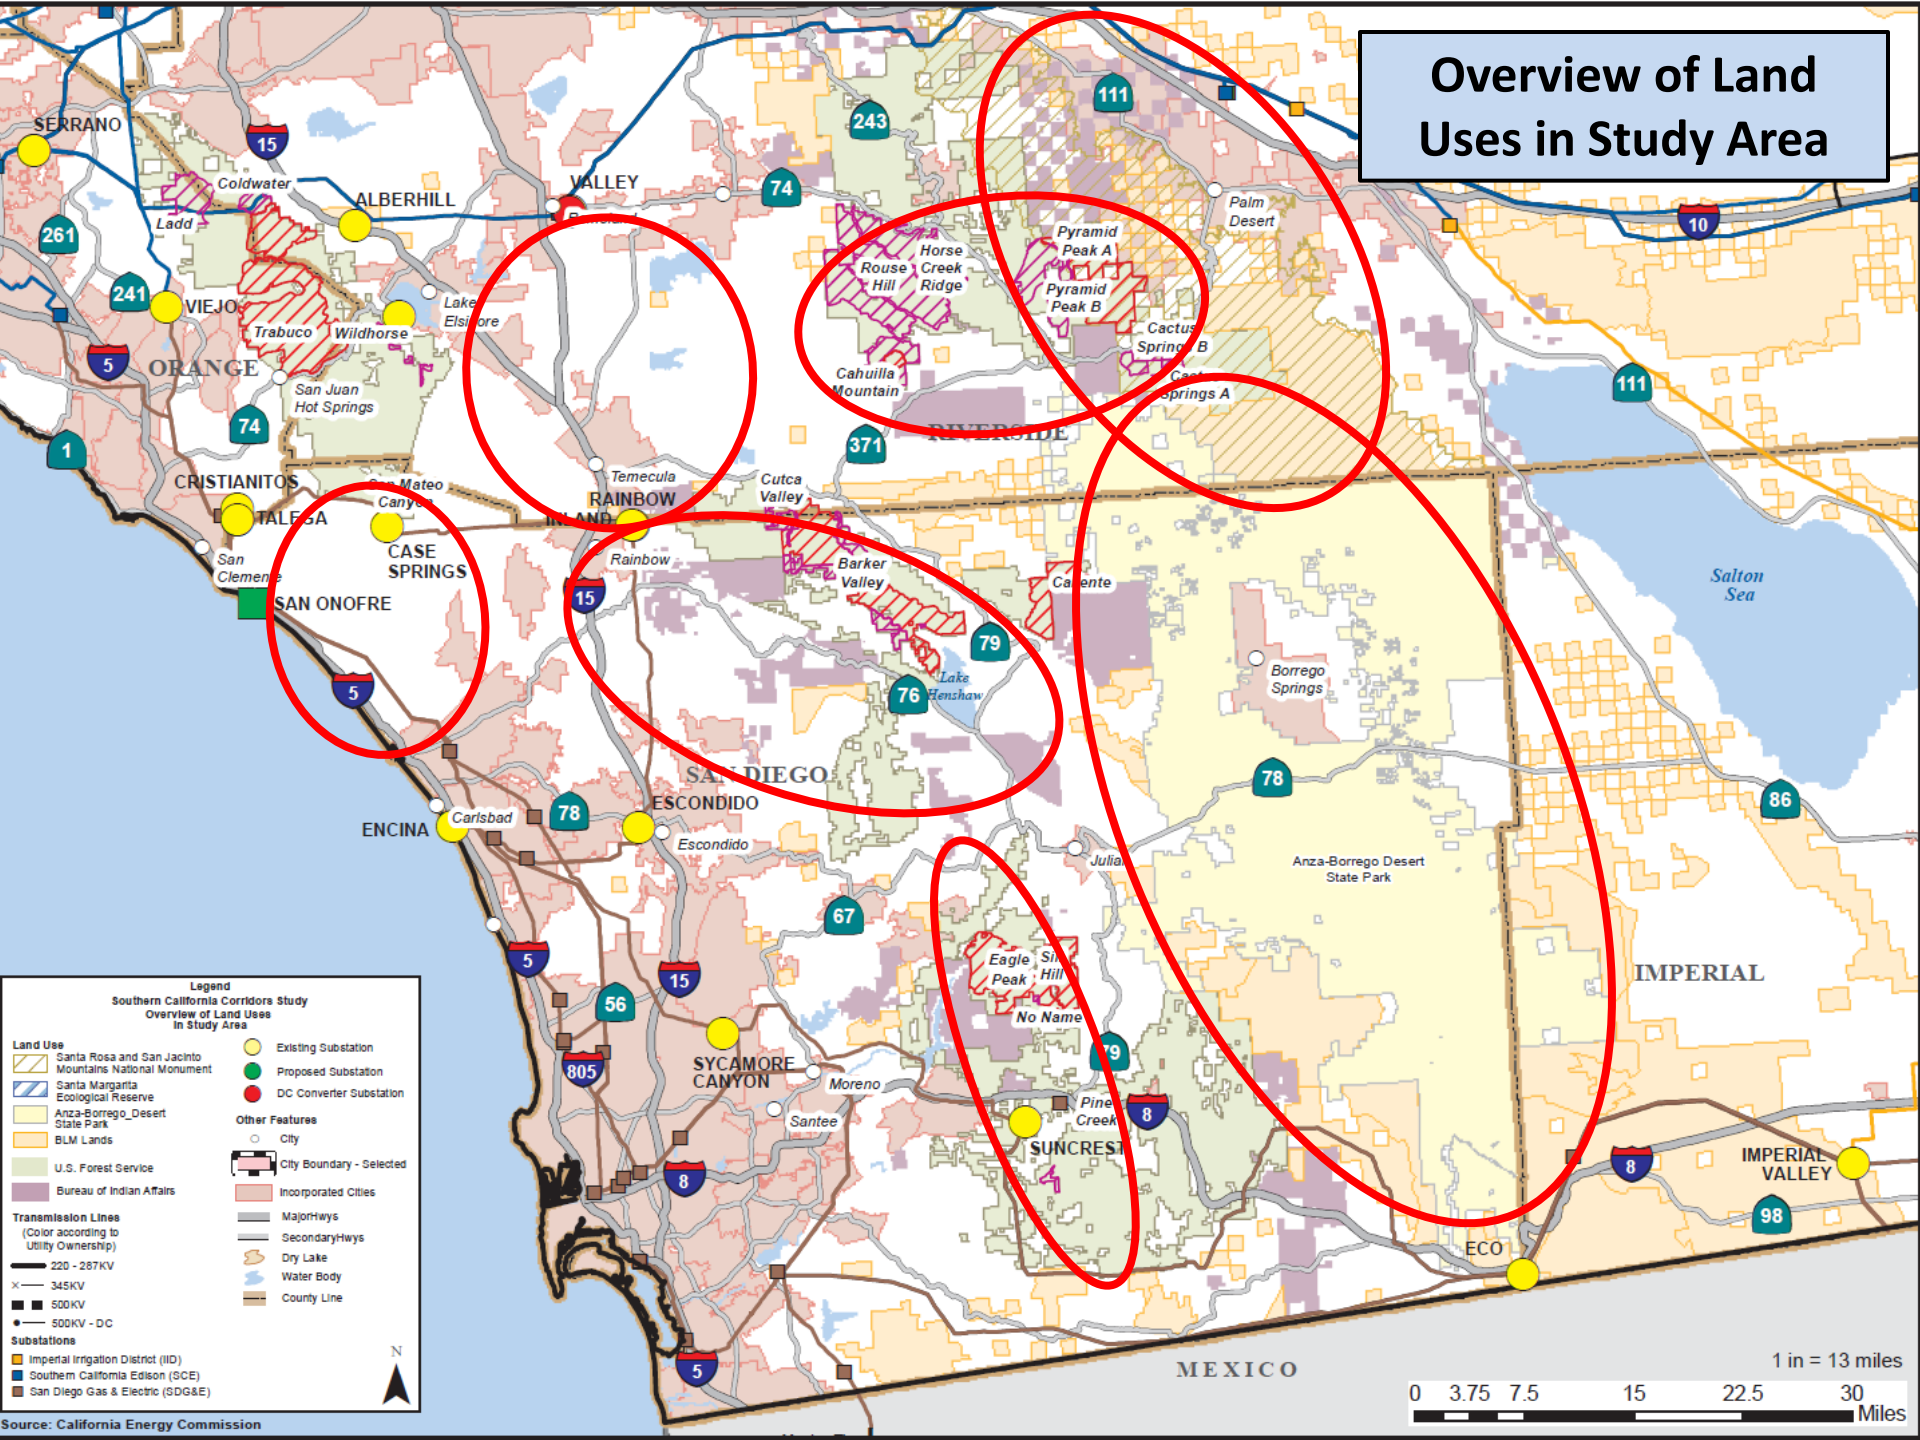 Overview of Land
Uses in Study Area
111
243
SERRANO
15
VALLEY
74
Coldwater
ALBERHILL
Palm
Desert
Ladd
10
261
Pyramid
Peak A
Horse
Creek
Ridge
Rouse
Hill
241
VIEJO
Lake
Elsinore
Pyramid
Peak B
Trabuco
Wildhorse
Cactus
Springs B
5
ORANGE
Cahuilla
Mountain
Cactus
Springs A
111
San Juan
Hot Springs
74
RIVERSIDE
1
371
CRISTIANITOS
San Mateo
Canyon
Temecula
RAINBOW
Cutca
Valley
TALEGA
INLAND
CASE
SPRINGS
Rainbow
San
Clemente
Barker
Valley
Caliente
Salton
Sea
SAN ONOFRE
15
79
5
76
Lake
Henshaw
Borrego
Springs
SAN DIEGO
78
ESCONDIDO
78
86
ENCINA
Carlsbad
Escondido
Julian
Anza-Borrego Desert
State Park
67
Eagle
Peak
Sill
Hill
5
15
IMPERIAL
56
No Name
SYCAMORE
CANYON
79
805
Moreno
Santee
Pine
Creek
8
SUNCREST
8
8
IMPERIAL
VALLEY
98
ECO
5
MEXICO
1 in = 13 miles
0 3.75 7.5 15 22.5 30
Miles
Legend
Southern California Corridors Study
Overview of Land Uses
In Study Area
Land Use
Santa Rosa and San Jacinto
Mountains National Monument
Santa Margarita
Ecological Reserve
Anza-Borrego_Desert
State Park
BLM Lands
U.S. Forest Service
Bureau of Indian Affairs
Transmission Lines
(Color according to
Utility Ownership)
220 - 287KV
345KV
500KV
500KV - DC
Substations
Imperial Irrigation District (IID)
Southern California Edison (SCE)
San Diego Gas & Electric (SDG&E)
Existing Substation
Proposed Substation
DC Converter Substation
Other Features
City
City Boundary - Selected
Incorporated Cities
MajorHwys
SecondaryHwys
Dry Lake
Water Body
County Line
N
Source: California Energy Commission